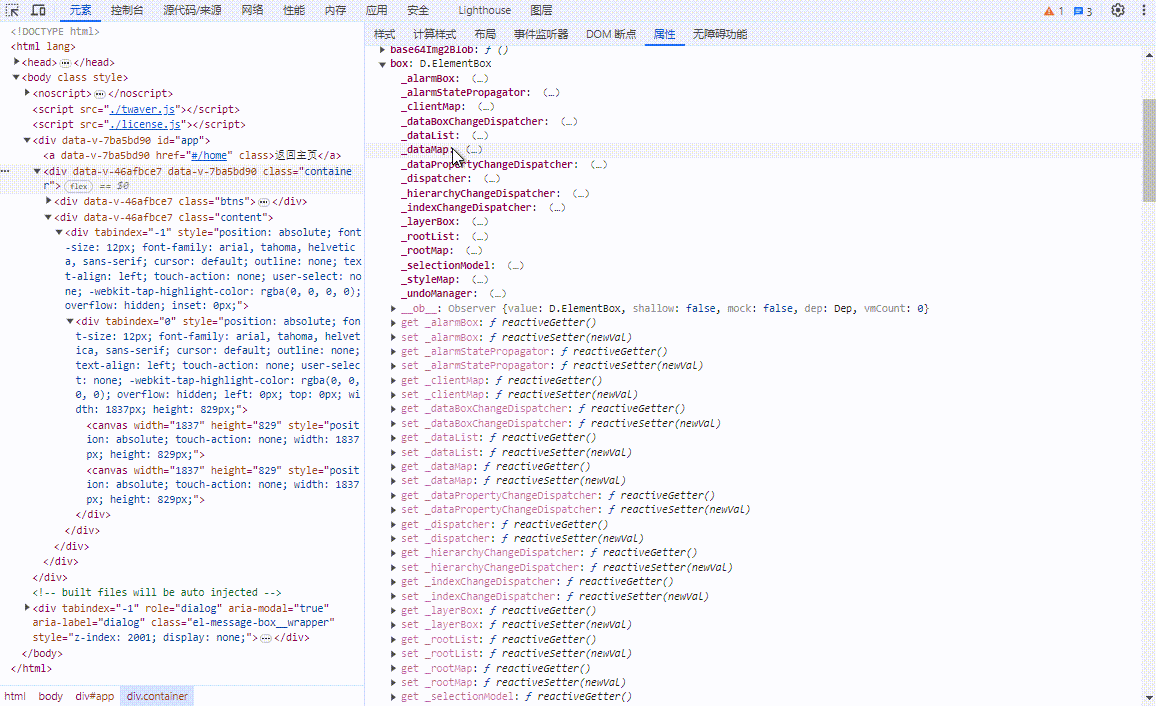 元素 控制台 源代码/来源 网络 性能 内存 应用 安全 Lighthouse 图层 1 3
<!DOCTYPE html>
<html lang>
<head> … </head>
<body class style>
<noscript> … </noscript>
<script src="./twaver.js"></script>
<script src="./license.js"></script>
<div data-v-7ba5bd90 id="app">
<a data-v-7ba5bd90 href="#/home" class>返回主页</a>
… <div data-v-46afbce7 data-v-7ba5bd90 class="containe
r"> flex == $0
<div data-v-46afbce7 class="btns"> … </div>
<div data-v-46afbce7 class="content">
<div tabindex="-1" style="position: absolute; font
-size: 12px; font-family: arial, tahoma, helvetic
a, sans-serif; cursor: default; outline: none; tex
t-align: left; touch-action: none; user-select: no
ne; -webkit-tap-highlight-color: rgba(0, 0, 0, 0);
overflow: hidden; inset: 0px;">
<div tabindex="0" style="position: absolute; fon
t-size: 12px; font-family: arial, tahoma, helvet
ica, sans-serif; cursor: default; outline: none;
text-align: left; touch-action: none; user-selec
t: none; -webkit-tap-highlight-color: rgba(0, 0,
0, 0); overflow: hidden; left: 0px; top: 0px; wi
dth: 1837px; height: 829px;">
<canvas width="1837" height="829" style="posit
ion: absolute; touch-action: none; width: 1837
px; height: 829px;">
<canvas width="1837" height="829" style="posit
ion: absolute; touch-action: none; width: 1837
px; height: 829px;">
</div>
</div>
</div>
</div>
</div>
<!-- built files will be auto injected -->
<div tabindex="-1" role="dialog" aria-modal="true"
aria-label="dialog" class="el-message-box__wrapper"
style="z-index: 2001; display: none;"> … </div>
</body>
</html>
html body div#app div.container
样式 计算样式 布局 事件监听器 DOM 断点 属性 无障碍功能
base64Img2Blob: ƒ ()
box: D.ElementBox
_alarmBox: (…)
_alarmStatePropagator: (…)
_clientMap: (…)
_dataBoxChangeDispatcher: (…)
_dataList: (…)
_dataMap: (…)
_dataPropertyChangeDispatcher: (…)
_dispatcher: (…)
_hierarchyChangeDispatcher: (…)
_indexChangeDispatcher: (…)
_layerBox: (…)
_rootList: (…)
_rootMap: (…)
_selectionModel: (…)
_styleMap: (…)
_undoManager: (…)
__ob__: Observer {value: D.ElementBox, shallow: false, mock: false, dep: Dep, vmCount: 0}
get _alarmBox: ƒ reactiveGetter()
set _alarmBox: ƒ reactiveSetter(newVal)
get _alarmStatePropagator: ƒ reactiveGetter()
set _alarmStatePropagator: ƒ reactiveSetter(newVal)
get _clientMap: ƒ reactiveGetter()
set _clientMap: ƒ reactiveSetter(newVal)
get _dataBoxChangeDispatcher: ƒ reactiveGetter()
set _dataBoxChangeDispatcher: ƒ reactiveSetter(newVal)
get _dataList: ƒ reactiveGetter()
set _dataList: ƒ reactiveSetter(newVal)
get _dataMap: ƒ reactiveGetter()
set _dataMap: ƒ reactiveSetter(newVal)
get _dataPropertyChangeDispatcher: ƒ reactiveGetter()
set _dataPropertyChangeDispatcher: ƒ reactiveSetter(newVal)
get _dispatcher: ƒ reactiveGetter()
set _dispatcher: ƒ reactiveSetter(newVal)
get _hierarchyChangeDispatcher: ƒ reactiveGetter()
set _hierarchyChangeDispatcher: ƒ reactiveSetter(newVal)
get _indexChangeDispatcher: ƒ reactiveGetter()
set _indexChangeDispatcher: ƒ reactiveSetter(newVal)
get _layerBox: ƒ reactiveGetter()
set _layerBox: ƒ reactiveSetter(newVal)
get _rootList: ƒ reactiveGetter()
set _rootList: ƒ reactiveSetter(newVal)
get _rootMap: ƒ reactiveGetter()
set _rootMap: ƒ reactiveSetter(newVal)
get _selectionModel: ƒ reactiveGetter()